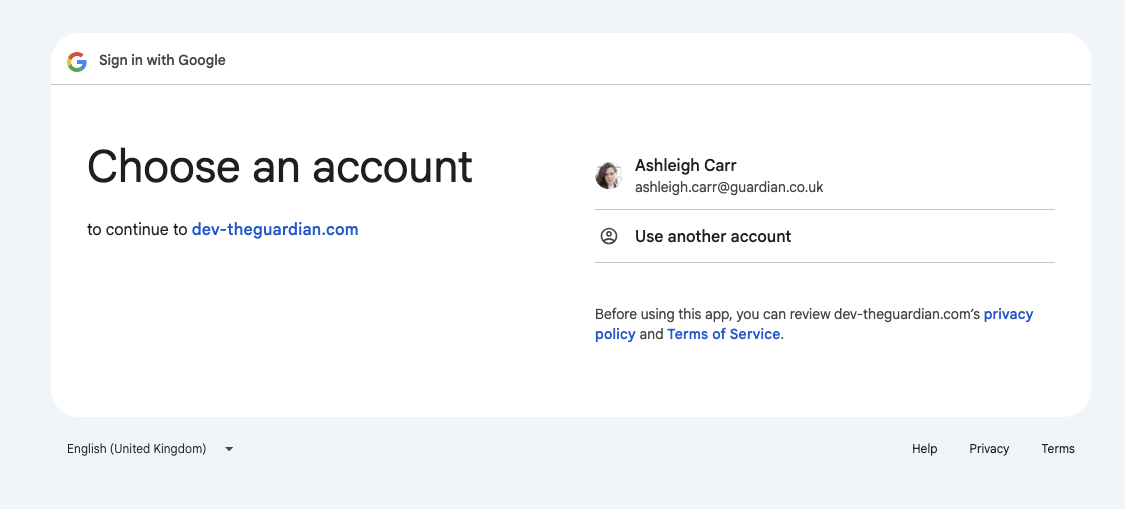 Sign in with Google
Choose an account
to continue to dev-theguardian.com
Ashleigh Carr
ashleigh.carr@guardian.co.uk
Use another account
Before using this app, you can review dev-theguardian.com’s privacy
policy and Terms of Service.
English (United Kingdom)
Help
Privacy
Terms